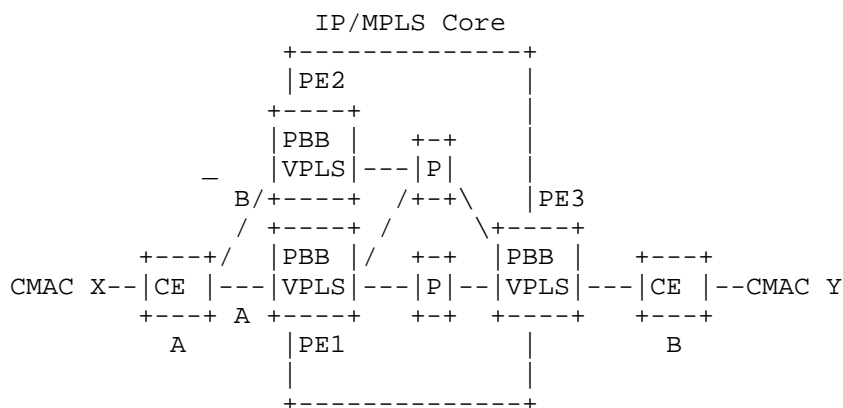 IP/MPLS Core
PE2
PBB
VPLS P
B PE3
PBB PBB
CMAC X CE VPLS P VPLS CE CMAC Y
A
A PE1 B